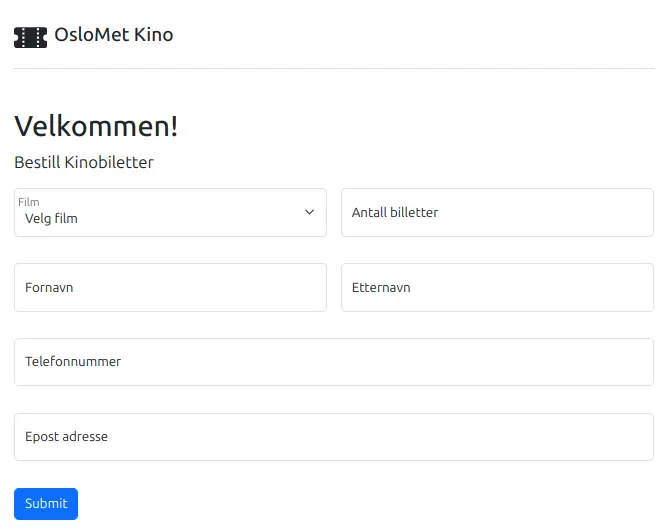 OsloMet Kino
Velkommen!
Bestill Kinobiletter
Film
Velg film
Antall billetter
Fornavn
Etternavn
Telefonnummer
Epost adresse
Submit